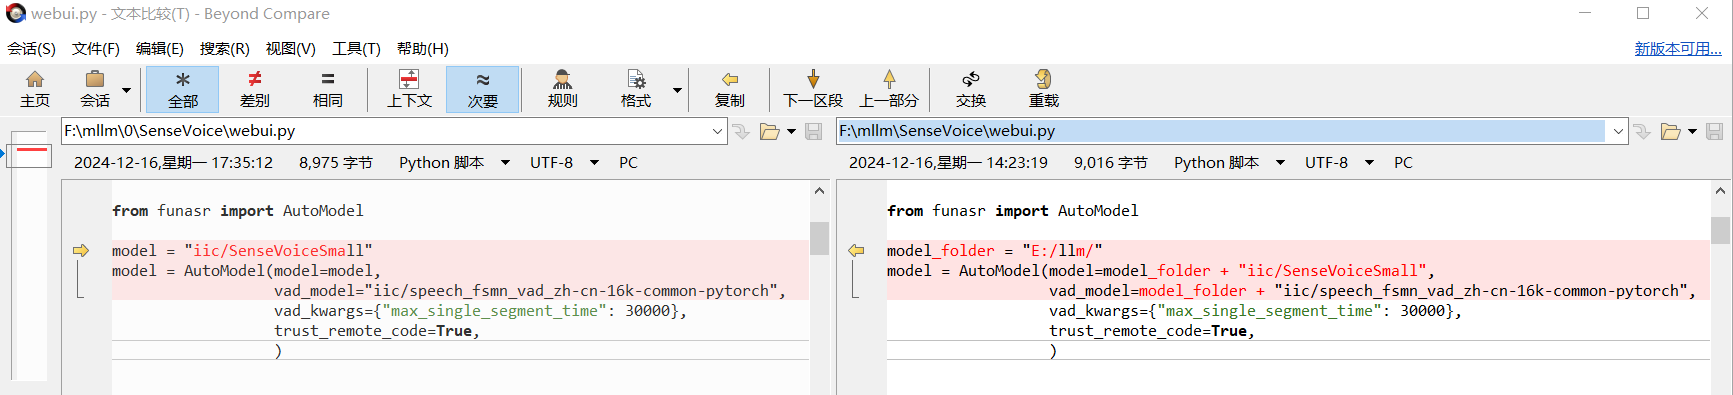 webui.py - 文本比较(T) - Beyond Compare
会话(S) 文件(F) 编辑(E) 搜索(R) 视图(V) 工具(T) 帮助(H) 新版本可用...
主页 会话 * 全部 ≠ 差别 = 相同 上下文 ≈ 次要 规则 格式 复制 下一区段 上一部分 交换 重载
F:\mllm\0\SenseVoice\webui.py
2024-12-16,星期一 17:35:12 8,975 字节 Python 脚本 UTF-8 PC
from funasr import AutoModel
model = "iic/SenseVoiceSmall"
model = AutoModel(model=model,
vad_model="iic/speech_fsmn_vad_zh-cn-16k-common-pytorch",
vad_kwargs={"max_single_segment_time": 30000},
trust_remote_code=True,
)
F:\mllm\SenseVoice\webui.py
2024-12-16,星期一 14:23:19 9,016 字节 Python 脚本 UTF-8 PC
from funasr import AutoModel
model_folder = "E:/llm/"
model = AutoModel(model=model_folder + "iic/SenseVoiceSmall",
vad_model=model_folder + "iic/speech_fsmn_vad_zh-cn-16k-common-pytorch",
vad_kwargs={"max_single_segment_time": 30000},
trust_remote_code=True,
)